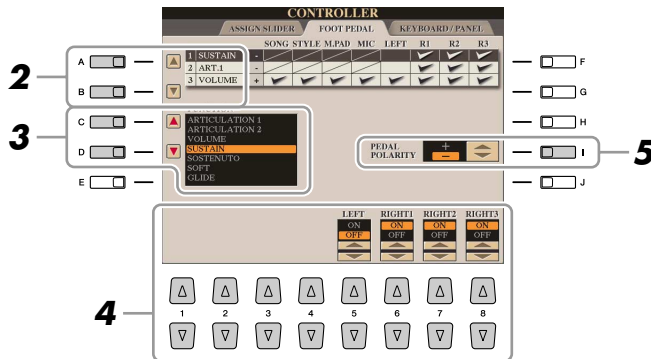 CONTROLLER
ASSIGN SLIDER FOOT PEDAL KEYBOARD / PANEL
SONG STYLE M.PAD MIC LEFT R1 R2 R3
1 SUSTAIN -
2 ART.1 -
3 VOLUME +
A
B
C
D
E
F
G
H
I
J
2
3
5
4
ARTICULATION 1
ARTICULATION 2
VOLUME
SUSTAIN
SOSTENUTO
SOFT
GLIDE
PEDAL
POLARITY
+
-
LEFT RIGHT1 RIGHT2 RIGHT3
ON ON ON ON
OFF OFF OFF OFF
1 2 3 4 5 6 7 8